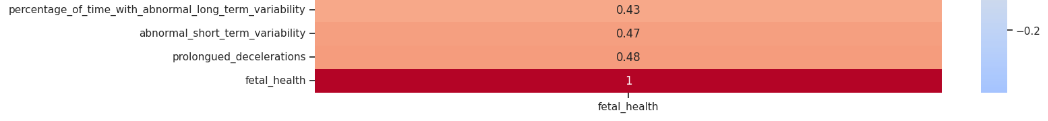 percentage_of_time_with_abnormal_long_term_variability 0.43
abnormal_short_term_variability 0.47 −0.2
prolongued_decelerations 0.48
fetal_health 1
fetal_health